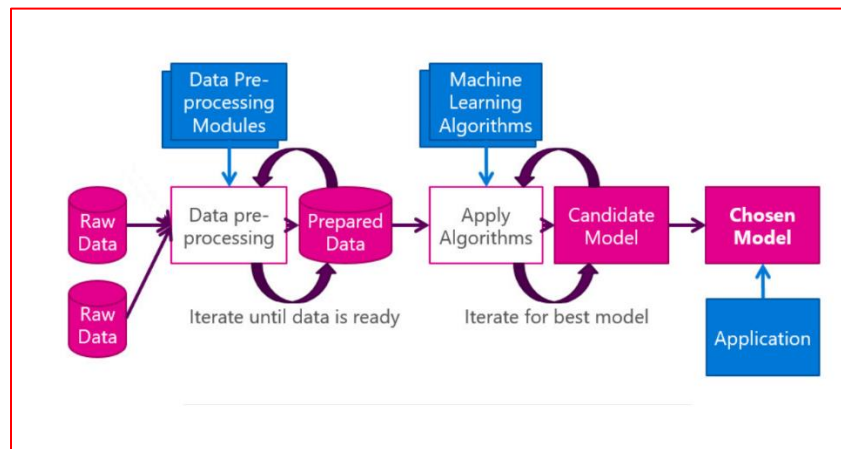 Data Pre-
processing
Modules
Machine
Learning
Algorithms
Raw
Data
Data pre-
processing
Prepared
Data
Apply
Algorithms
Candidate
Model
Chosen
Model
Raw
Data
Iterate until data is ready
Iterate for best model
Application